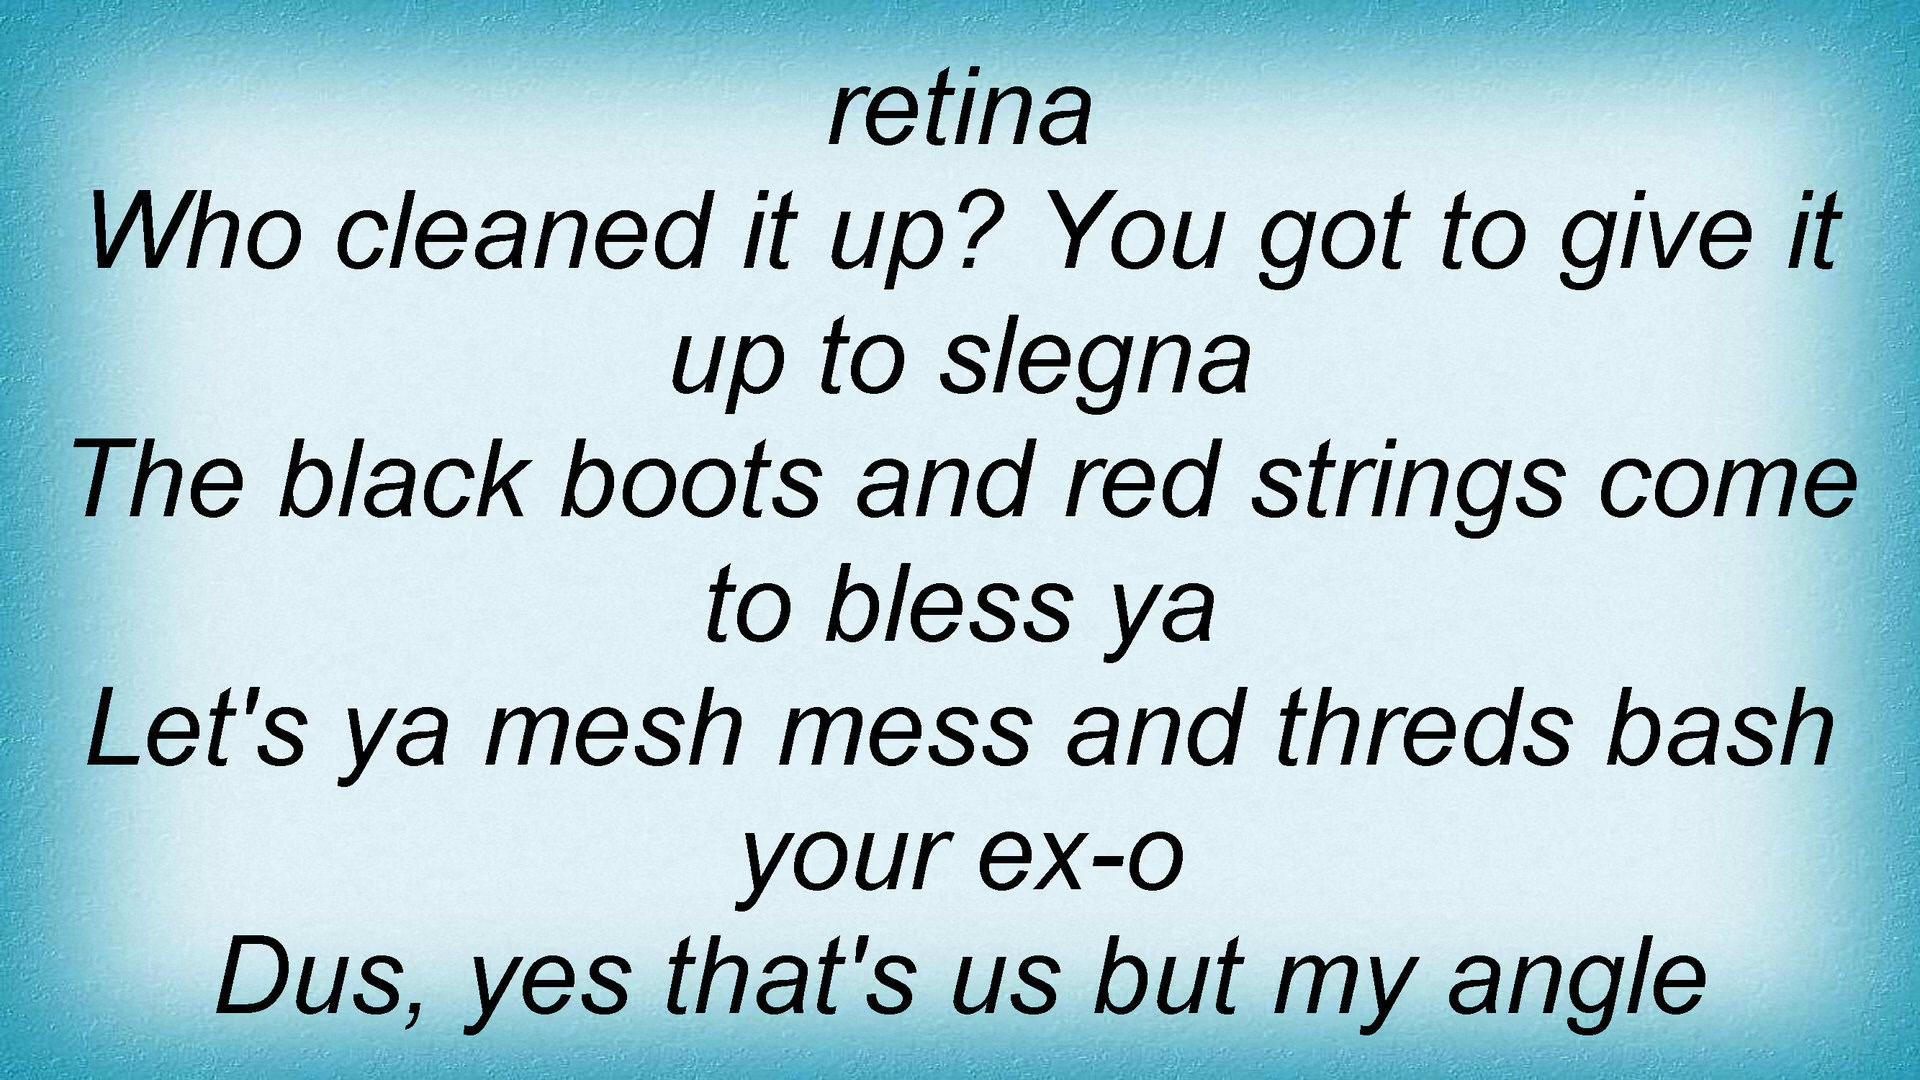 retina
Who cleaned it up? You got to give it
up to slegna
The black boots and red strings come
to bless ya
Let's ya mesh mess and threds bash
your ex-o
Dus, yes that's us but my angle